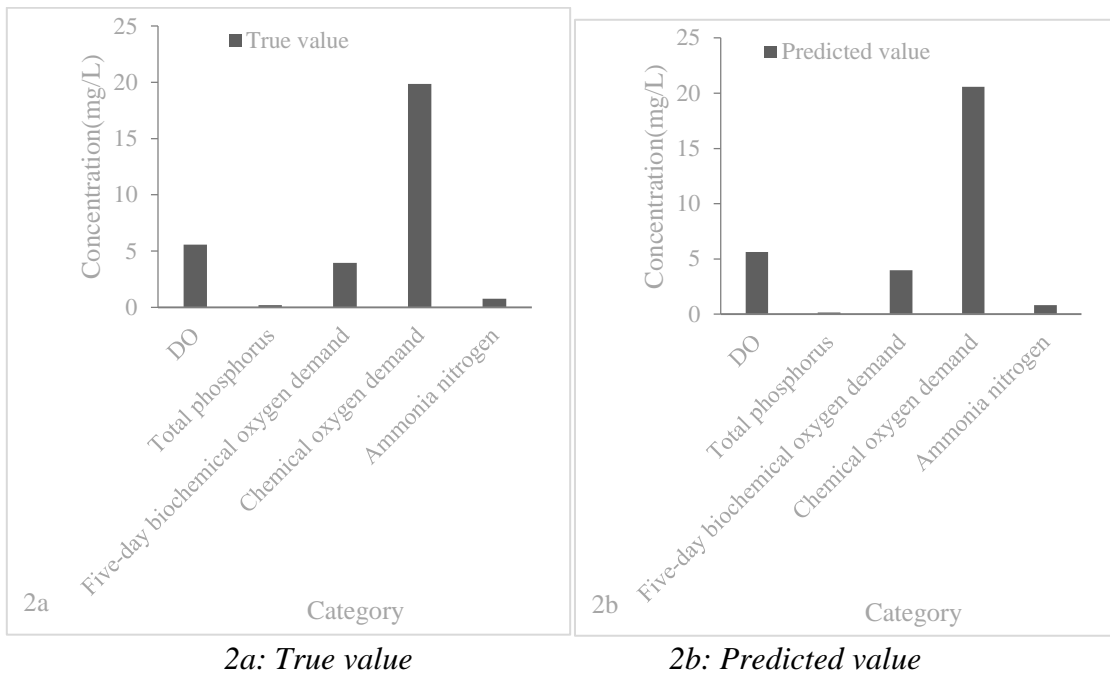 25
20
15
10
5
0
Concentration(mg/L)
True value
DO
Total phosphorus
Five-day biochemical oxygen demand
Chemical oxygen demand
Ammonia nitrogen
2a
Category
25
20
15
10
5
0
Concentration(mg/L)
Predicted value
DO
Total phosphorus
Five-day biochemical oxygen demand
Chemical oxygen demand
Ammonia nitrogen
2b
Category
2a: True value
2b: Predicted value